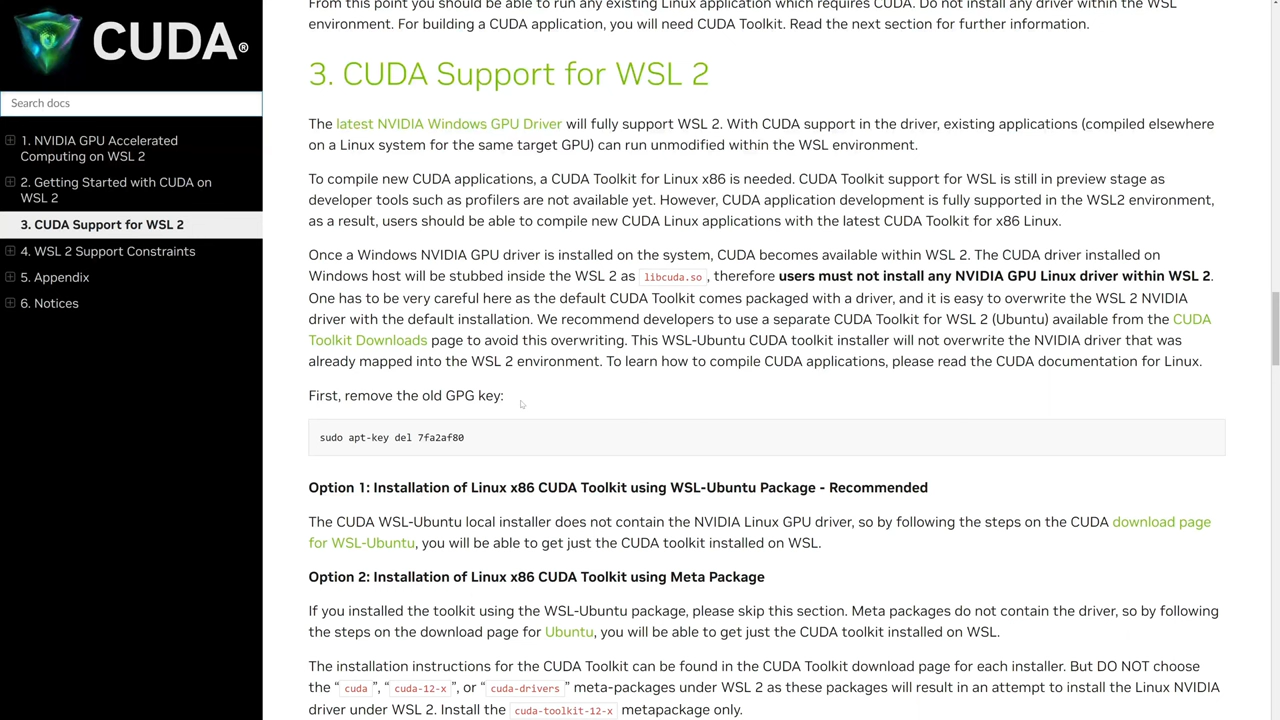 CUDA®
Search docs
1. NVIDIA GPU Accelerated
Computing on WSL 2
2. Getting Started with CUDA on
WSL 2
3. CUDA Support for WSL 2
4. WSL 2 Support Constraints
5. Appendix
6. Notices
From this point you should be able to run any existing Linux application which requires CUDA. Do not install any driver within the WSL
environment. For building a CUDA application, you will need CUDA Toolkit. Read the next section for further information.
3. CUDA Support for WSL 2
The latest NVIDIA Windows GPU Driver will fully support WSL 2. With CUDA support in the driver, existing applications (compiled elsewhere
on a Linux system for the same target GPU) can run unmodified within the WSL environment.
To compile new CUDA applications, a CUDA Toolkit for Linux x86 is needed. CUDA Toolkit support for WSL is still in preview stage as
developer tools such as profilers are not available yet. However, CUDA application development is fully supported in the WSL2 environment,
as a result, users should be able to compile new CUDA Linux applications with the latest CUDA Toolkit for x86 Linux.
Once a Windows NVIDIA GPU driver is installed on the system, CUDA becomes available within WSL 2. The CUDA driver installed on
Windows host will be stubbed inside the WSL 2 as libcuda.so, therefore users must not install any NVIDIA GPU Linux driver within WSL 2.
One has to be very careful here as the default CUDA Toolkit comes packaged with a driver, and it is easy to overwrite the WSL 2 NVIDIA
driver with the default installation. We recommend developers to use a separate CUDA Toolkit for WSL 2 (Ubuntu) available from the CUDA
Toolkit Downloads page to avoid this overwriting. This WSL-Ubuntu CUDA toolkit installer will not overwrite the NVIDIA driver that was
already mapped into the WSL 2 environment. To learn how to compile CUDA applications, please read the CUDA documentation for Linux.
First, remove the old GPG key:
sudo apt-key del 7fa2af80
Option 1: Installation of Linux x86 CUDA Toolkit using WSL-Ubuntu Package - Recommended
The CUDA WSL-Ubuntu local installer does not contain the NVIDIA Linux GPU driver, so by following the steps on the CUDA download page
for WSL-Ubuntu, you will be able to get just the CUDA toolkit installed on WSL.
Option 2: Installation of Linux x86 CUDA Toolkit using Meta Package
If you installed the toolkit using the WSL-Ubuntu package, please skip this section. Meta packages do not contain the driver, so by following
the steps on the download page for Ubuntu, you will be able to get just the CUDA toolkit installed on WSL.
The installation instructions for the CUDA Toolkit can be found in the CUDA Toolkit download page for each installer. But DO NOT choose
the “cuda”, “cuda-12-x”, or “cuda-drivers” meta-packages under WSL 2 as these packages will result in an attempt to install the Linux NVIDIA
driver under WSL 2. Install the cuda-toolkit-12-x metapackage only.